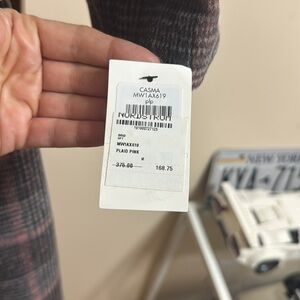 CASMA
MW1AX619
plp
NORDSTROM
MW1AX619
PLAID PINK
M
375.00 168.75
NEW YORK